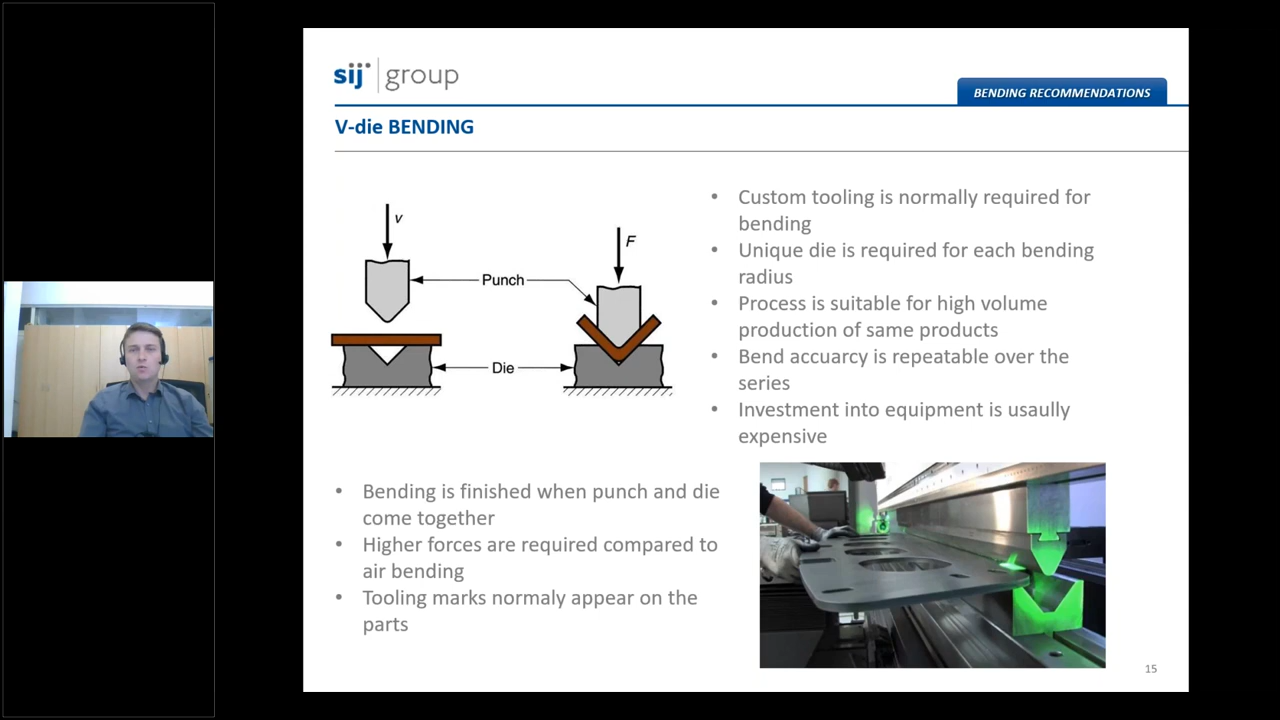 sij group
BENDING RECOMMENDATIONS
V-die BENDING
v
F
Punch
Die
• Custom tooling is normally required for
bending
• Unique die is required for each bending
radius
• Process is suitable for high volume
production of same products
• Bend accuarcy is repeatable over the
series
• Investment into equipment is usaully
expensive
• Bending is finished when punch and die
come together
• Higher forces are required compared to
air bending
• Tooling marks normaly appear on the
parts
15